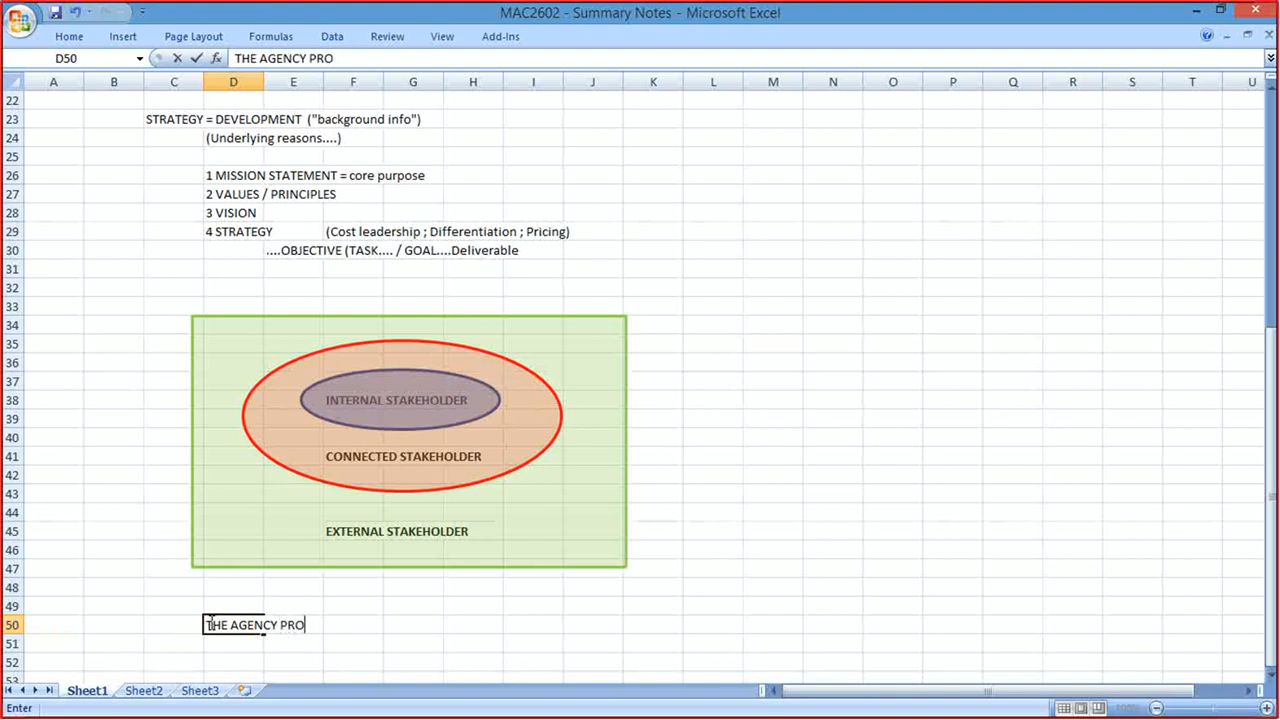 MAC2602 - Summary Notes - Microsoft Excel
Home Insert Page Layout Formulas Data Review View Add-Ins
D50 fx THE AGENCY PRO
A B C D E F G H I J K L M N O P Q R S T U
22
23 STRATEGY = DEVELOPMENT ("background info")
24 (Underlying reasons....)
25
26 1 MISSION STATEMENT = core purpose
27 2 VALUES / PRINCIPLES
28 3 VISION
29 4 STRATEGY (Cost leadership ; Differentiation ; Pricing)
30 ....OBJECTIVE (TASK.... / GOAL....Deliverable
31
32
33
34
35
36
37
38 INTERNAL STAKEHOLDER
39
40
41 CONNECTED STAKEHOLDER
42
43
44
45 EXTERNAL STAKEHOLDER
46
47
48
49
50 THE AGENCY PRO
51
52
53
Sheet1 Sheet2 Sheet3
Enter